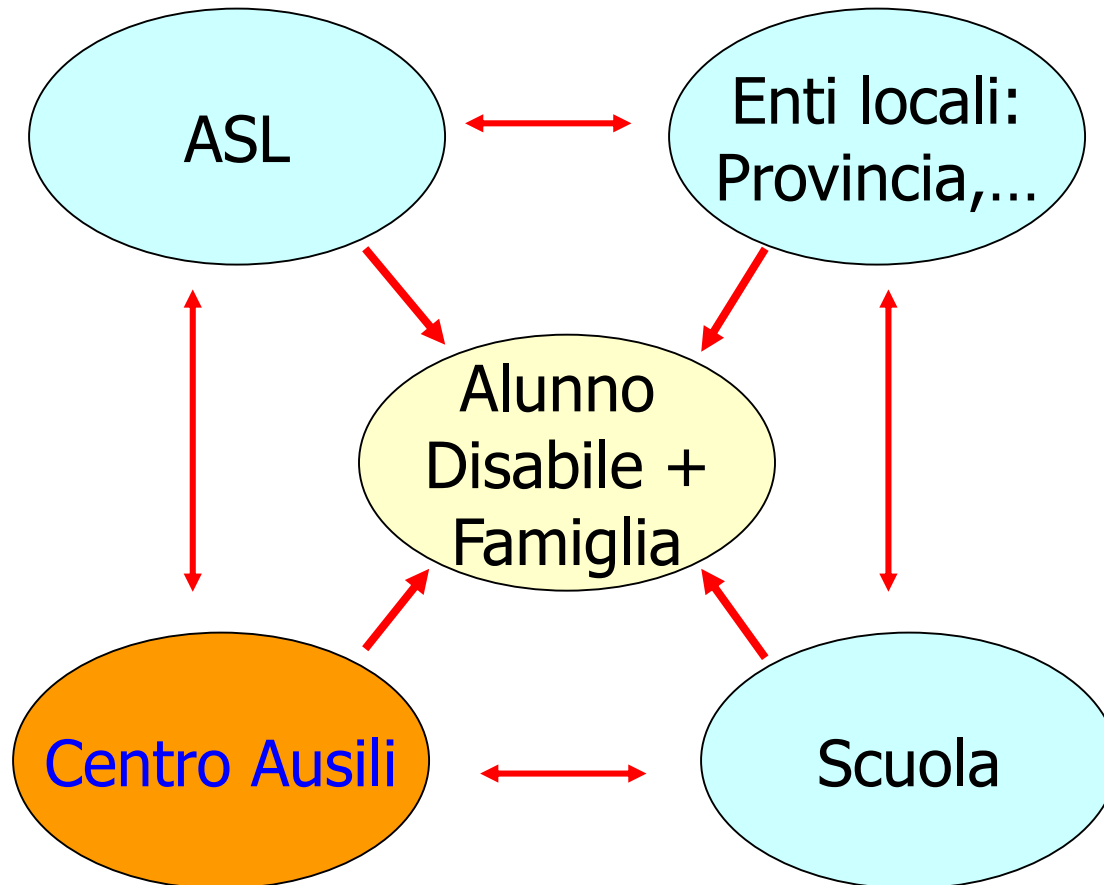 ASL
Enti locali:
Provincia,…
Alunno
Disabile +
Famiglia
Centro Ausili
Scuola